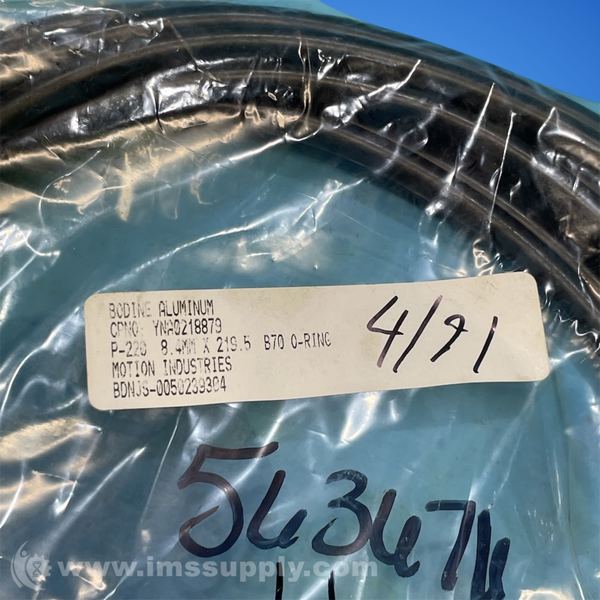 BODINE ALUMINUM
CPNO: YNA0218879
P-220 8.4MM X 219.5 B70 O-RING
MOTION INDUSTRIES
BDNJS-0050239304
4/91
563474
www.imssupply.com